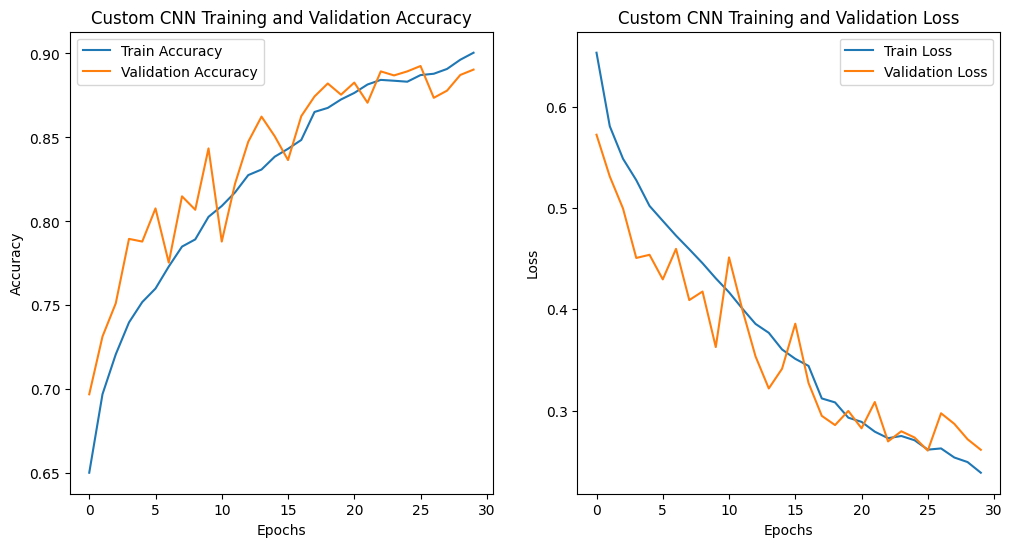 Custom CNN Training and Validation Accuracy
Train Accuracy
Validation Accuracy
0.90
0.85
0.80
0.75
0.70
0.65
Accuracy
0
5
10
15
20
25
30
Epochs
Custom CNN Training and Validation Loss
Train Loss
Validation Loss
0.6
0.5
0.4
0.3
Loss
0
5
10
15
20
25
30
Epochs